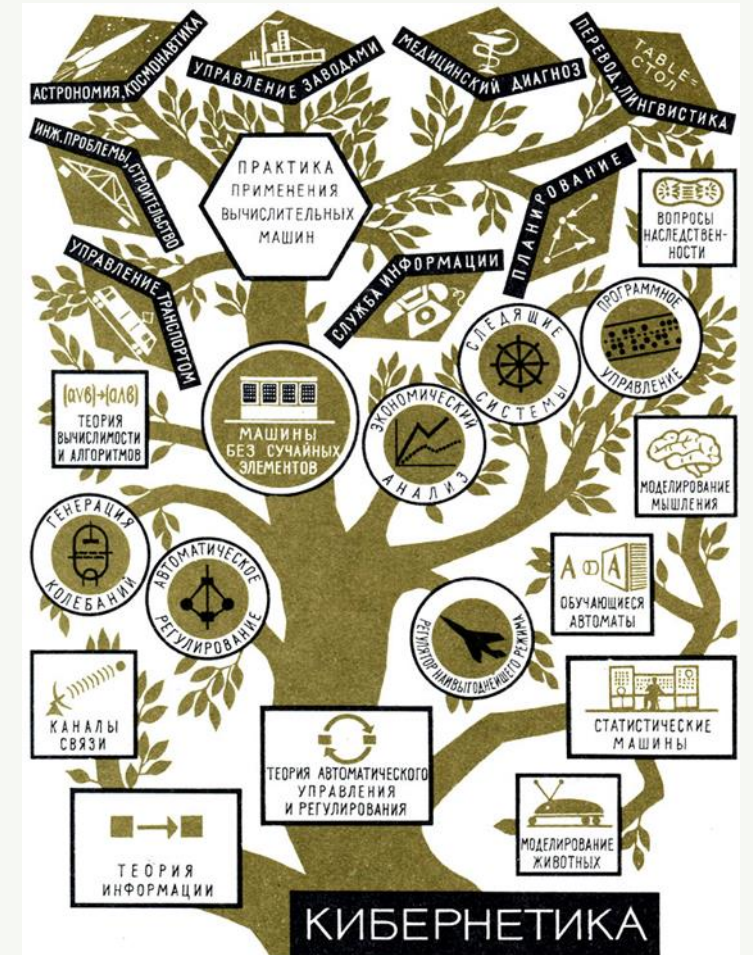 АСТРОНОМИЯ, КОСМОНАВТИКА
УПРАВЛЕНИЕ ЗАВОДАМИ
МЕДИЦИНСКИЙ ДИАГНОЗ
TABLE=
СТОЛ
ПЕРЕВОД, ЛИНГВИСТИКА
ИНЖ. ПРОБЛЕМЫ, СТРОИТЕЛЬСТВО
ПРАКТИКА
ПРИМЕНЕНИЯ
ВЫЧИСЛИТЕЛЬНЫХ
МАШИН
ПЛАНИРОВАНИЕ
ВОПРОСЫ
НАСЛЕДСТВЕН-
НОСТИ
УПРАВЛЕНИЕ ТРАНСПОРТОМ
СЛУЖБА ИНФОРМАЦИИ
СЛЕДЯЩИЕ
СИСТЕМЫ
ПРОГРАММНОЕ
УПРАВЛЕНИЕ
(αvв)→(αʌв)
ТЕОРИЯ
ВЫЧИСЛИМОСТИ
И АЛГОРИТМОВ
МАШИНЫ
БЕЗ СУЧАЙНЫХ
ЭЛЕМЕНТОВ
ЭКОНОМИЧЕСКИЙ
АНАЛИЗ
МОДЕЛИРОВАНИЕ
МЫШЛЕНИЯ
ГЕНЕРАЦИЯ
КОЛЕБАНИЙ
АВТОМАТИЧЕСКОЕ
РЕГУЛИРОВАНИЕ
РЕГУЛЯТОР НАИВЫГОДНЕЙШЕГО РЕЖИМА
А А
ОБУЧАЮЩИЕСЯ
АВТОМАТЫ
КАНАЛЫ
СВЯЗИ
СТАТИСТИЧЕСКИЕ
МАШИНЫ
ТЕОРИЯ АВТОМАТИЧЕСКОГО
УПРАВЛЕНИЯ
И РЕГУЛИРОВАНИЯ
ТЕОРИЯ
ИНФОРМАЦИИ
МОДЕЛИРОВАНИЕ
ЖИВОТНЫХ
КИБЕРНЕТИКА